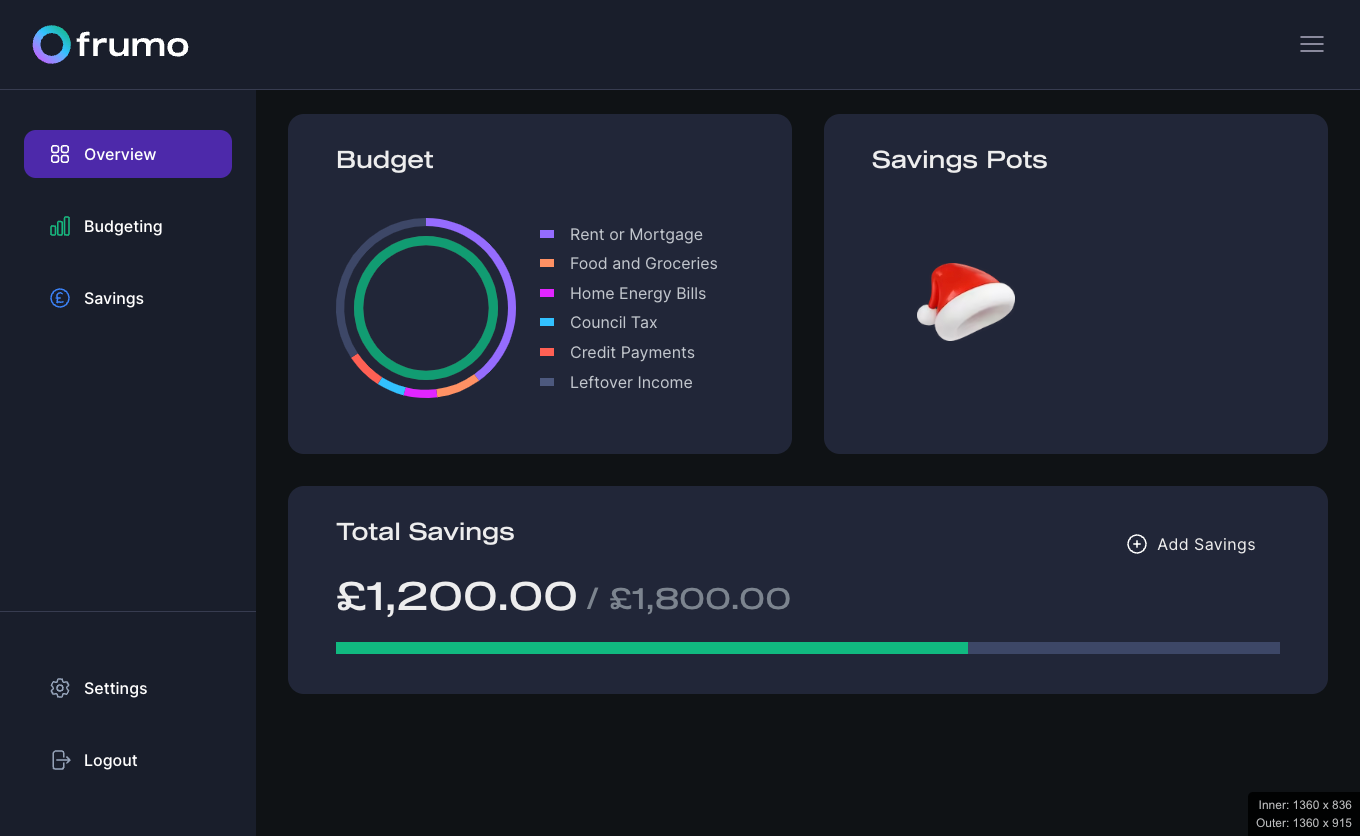 frumo
Overview
Budgeting
Savings
Settings
Logout
Budget
Rent or Mortgage
Food and Groceries
Home Energy Bills
Council Tax
Credit Payments
Leftover Income
Savings Pots
Total Savings
Add Savings
£1,200.00 / £1,800.00
Inner: 1360 x 836
Outer: 1360 x 915